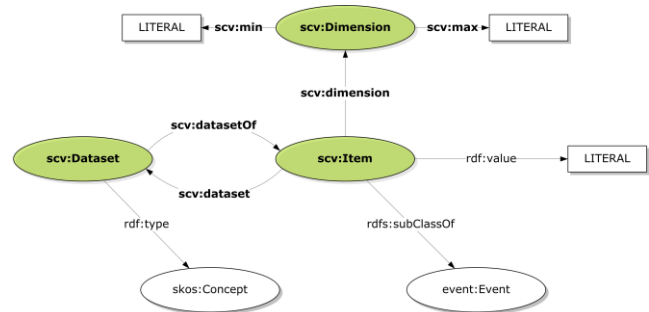 LITERAL scv:min scv:Dimension scv:max LITERAL
scv:dimension
scv:datasetOf
scv:Dataset scv:Item rdf:value LITERAL
scv:dataset
rdf:type rdfs:subClassOf
skos:Concept event:Event